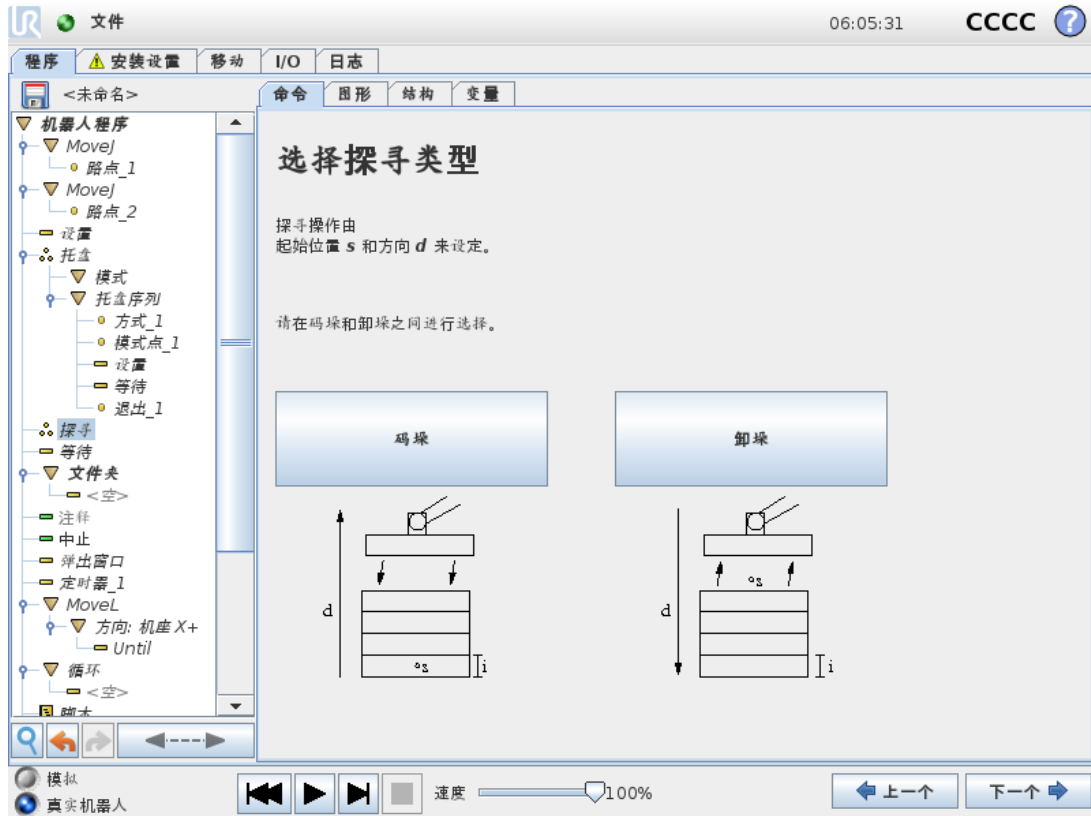 UR 文件 06:05:31 CCCC ?
程序 安装设置 移动 I/O 日志
<未命名>
命令 图形 结构 变量
机器人程序
MoveJ
路点_1
MoveJ
路点_2
设置
托盘
模式
托盘序列
方式_1
模式点_1
设置
等待
退出_1
探寻
等待
文件夹
<空>
注释
中止
弹出窗口
定时器_1
MoveL
方向: 机座 X+
Until
循环
<空>
脚本
选择探寻类型
探寻操作由
起始位置 s 和方向 d 来设定。
请在码垛和卸垛之间进行选择。
码垛 卸垛
d s i
d s i
模拟
真实机器人
速度 100%
上一个 下一个